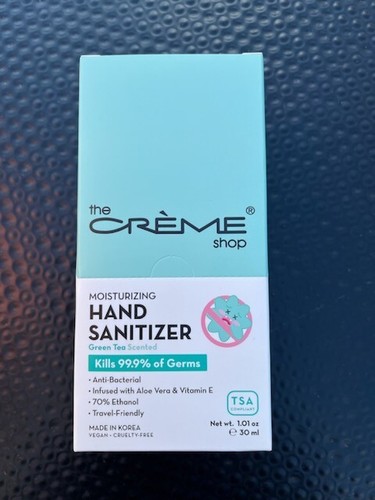 the
CRÈME®
shop
MOISTURIZING
HAND
SANITIZER
Green Tea Scented
Kills 99.9% of Germs
• Anti-Bacterial
• Infused with Aloe Vera & Vitamin E
• 70% Ethanol
• Travel-Friendly
TSA
COMPLIANT
MADE IN KOREA
VEGAN • CRUELTY-FREE
Net wt. 1.01 oz
℮ 30 ml